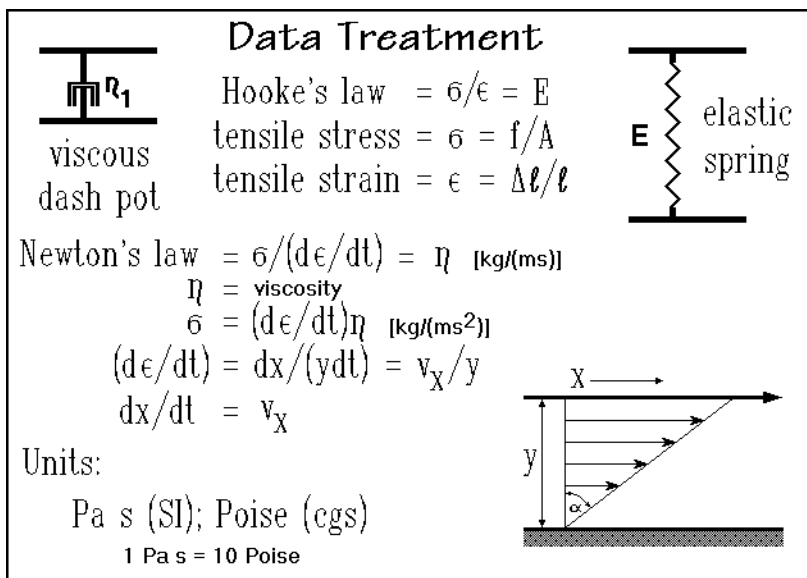 Data Treatment
η₁
viscous
dash pot
Hooke's law = σ/ϵ = E
tensile stress = σ = f/A
tensile strain = ϵ = Δℓ/ℓ
E
elastic
spring
Newton's law = σ/(dϵ/dt) = η [kg/(ms)]
η = viscosity
σ = (dϵ/dt)η [kg/(ms²)]
(dϵ/dt) = dx/(ydt) = vₓ/y
dx/dt = vₓ
Units:
Pa s (SI); Poise (cgs)
1 Pa s = 10 Poise
x
y
α